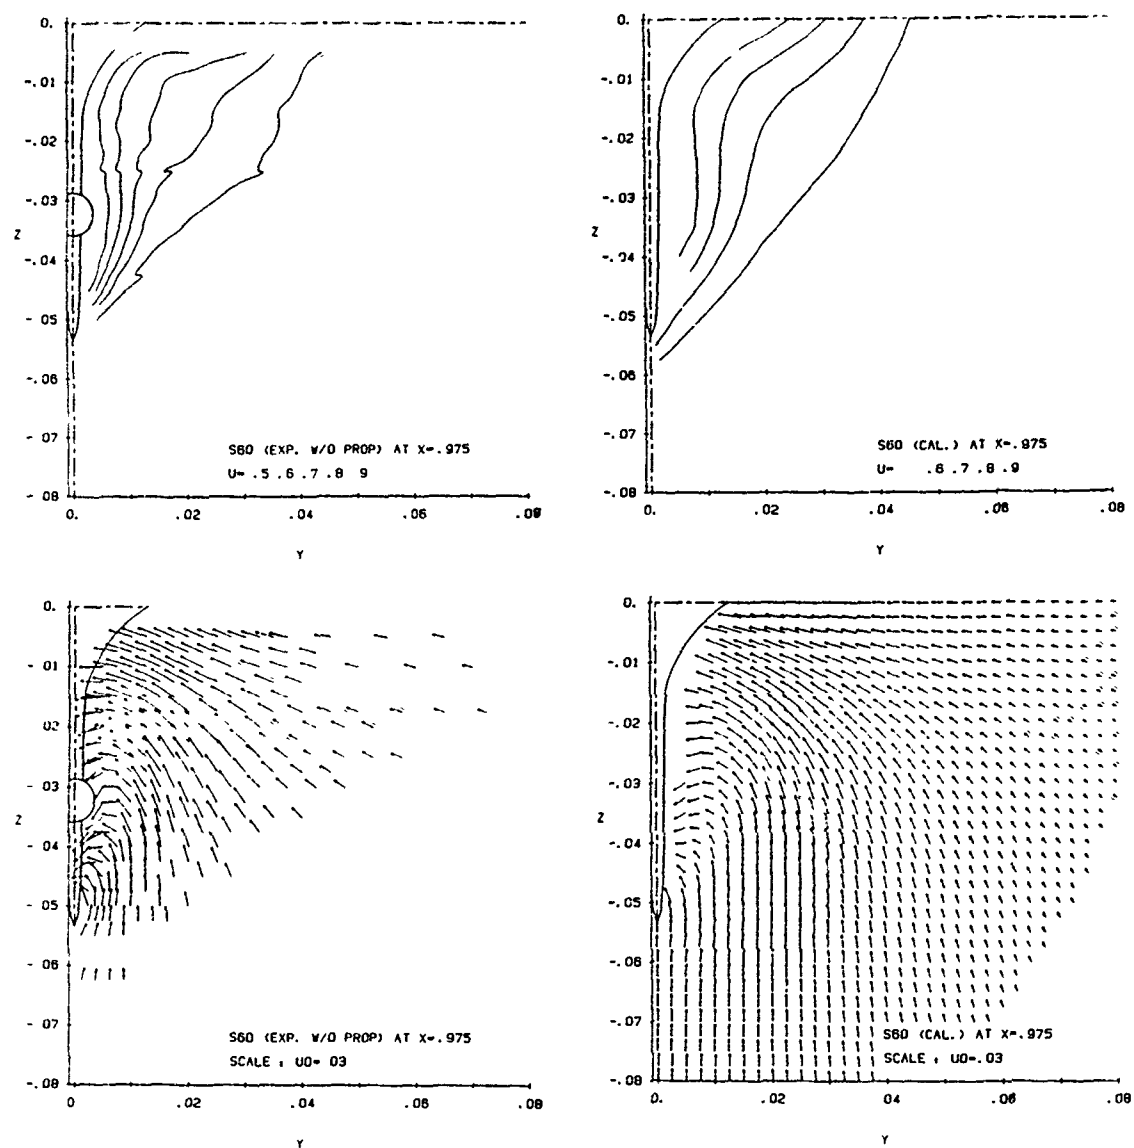 0.
-.01
-.02
-.03
Z
-.04
-.05
-.06
-.07
-.08
S60 (EXP. W/O PROP) AT X=.975
U= .5 .6 .7 .8 9
0. .02 .04 .06 .08
Y
0.
-.01
-.02
-.03
Z
-.04
-.05
-.06
-.07
-.08
S60 (CAL.) AT X=.975
U= .6 .7 .8 .9
0. .02 .04 .06 .08
Y
0.
-.01
-.02
-.03
Z
-.04
-.05
-.06
-.07
-.08
S60 (EXP. W/O PROP) AT X=.975
SCALE : U0= 03
0. .02 .04 .06 .08
Y
0.
-.01
-.02
-.03
Z
-.04
-.05
-.06
-.07
-.08
S60 (CAL.) AT X=.975
SCALE : U0=.03
0. .02 .04 .06 .08
Y